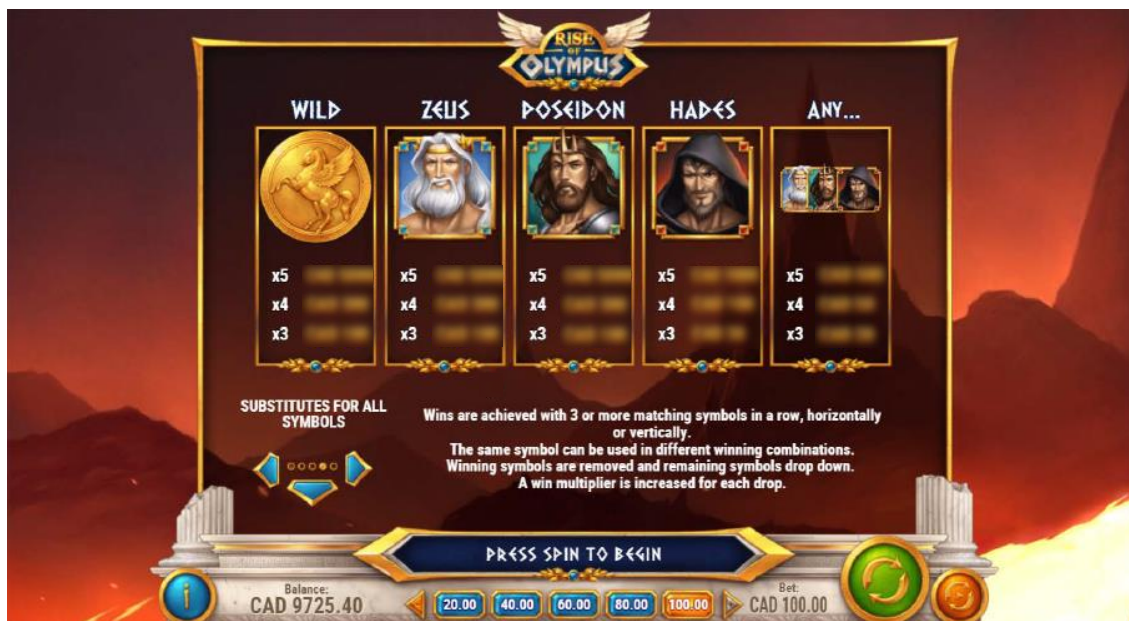 RISE
OF
OLYMPUS
WILD
ZEUS
POSEIDON
HADES
ANY...
x5
x4
x3
x5
x4
x3
x5
x4
x3
x5
x4
x3
x5
x4
x3
SUBSTITUTES FOR ALL
SYMBOLS
Wins are achieved with 3 or more matching symbols in a row, horizontally
or vertically.
The same symbol can be used in different winning combinations.
Winning symbols are removed and remaining symbols drop down.
A win multiplier is increased for each drop.
PRESS SPIN TO BEGIN
i
Balance:
CAD 9725.40
20.00 40.00 60.00 80.00 100.00
Bet:
CAD 100.00